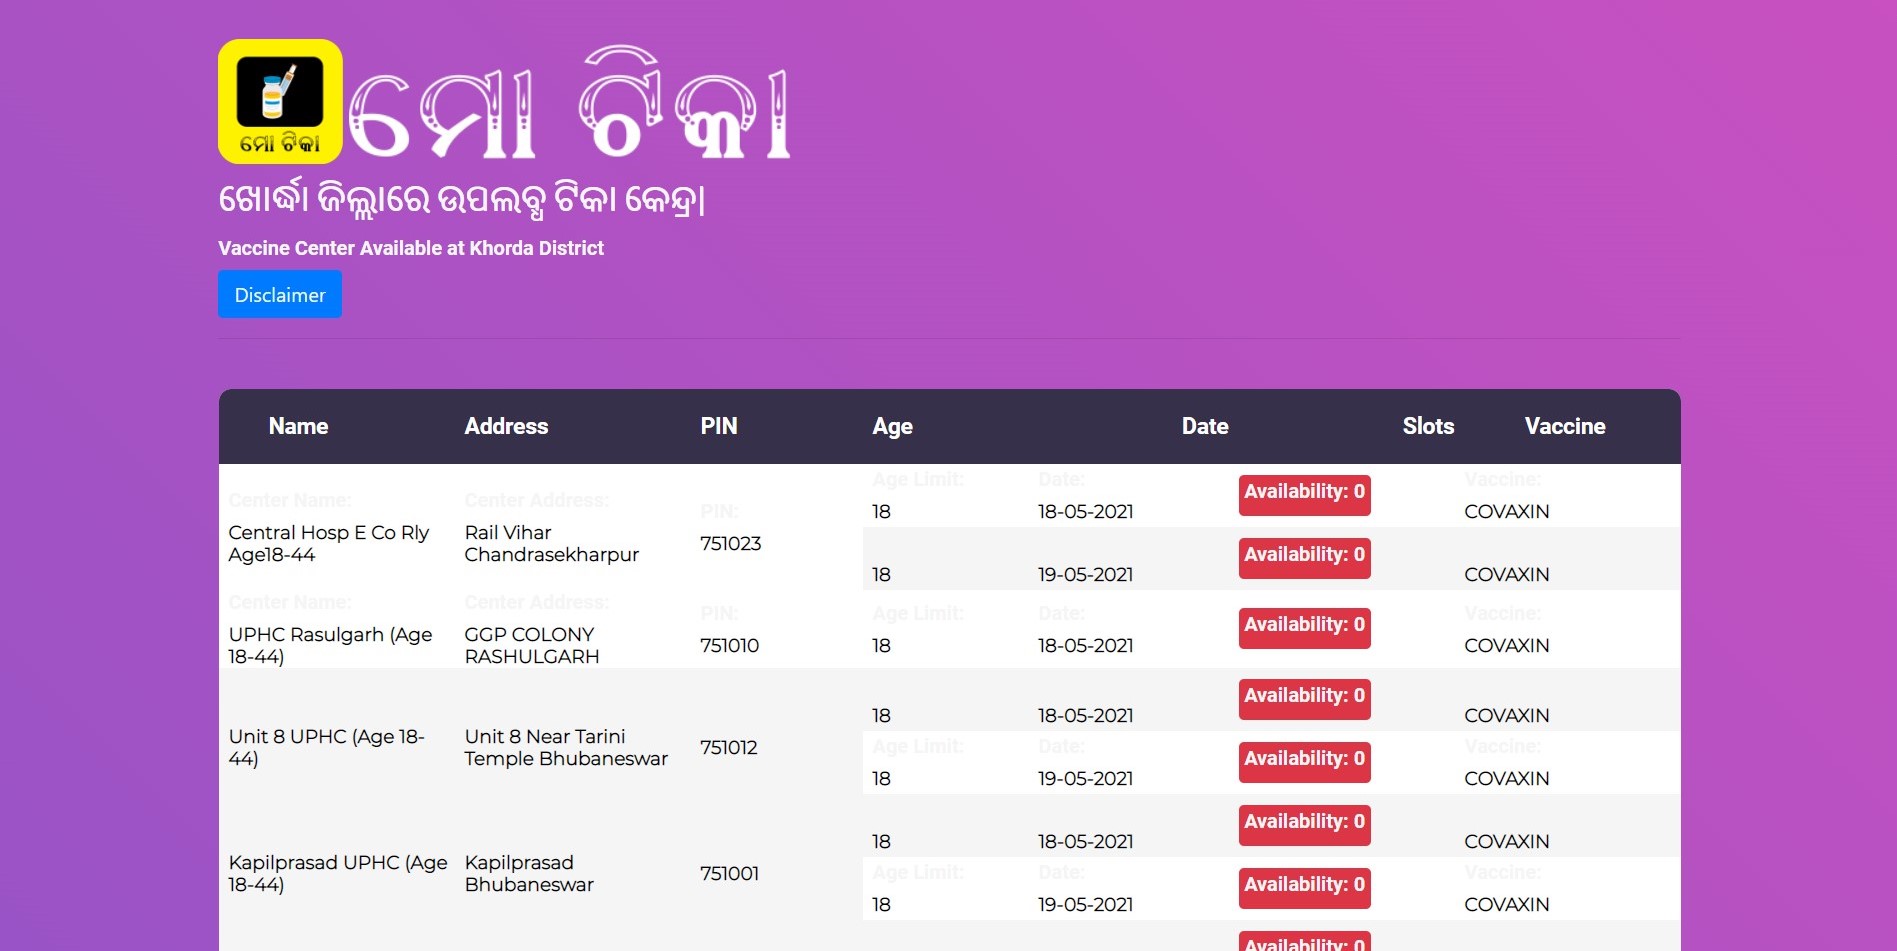 ମୋ ଟିକା
ମୋ ଟିକା
ଖୋର୍ଦ୍ଧା ଜିଲ୍ଲାରେ ଉପଲବ୍ଧ ଟିକା କେନ୍ଦ୍ର|
Vaccine Center Available at Khorda District
Disclaimer
Name Address PIN Age Date Slots Vaccine
Center Name: Center Address: PIN: Age Limit: Date: Availability: 0 Vaccine:
Central Hosp E Co Rly Rail Vihar 751023 18 18-05-2021 COVAXIN
Age18-44 Chandrasekharpur Availability: 0
18 19-05-2021 COVAXIN
Center Name: Center Address: PIN: Age Limit: Date: Availability: 0 Vaccine:
UPHC Rasulgarh (Age GGP COLONY 751010 18 18-05-2021 COVAXIN
18-44) RASHULGARH
Availability: 0
18 18-05-2021 COVAXIN
Unit 8 UPHC (Age 18- Unit 8 Near Tarini 751012 Age Limit: Date: Availability: 0 Vaccine:
44) Temple Bhubaneswar 18 19-05-2021 COVAXIN
Availability: 0
18 18-05-2021 COVAXIN
Kapilprasad UPHC (Age Kapilprasad 751001 Age Limit: Date: Availability: 0 Vaccine:
18-44) Bhubaneswar 18 19-05-2021 COVAXIN
Availability: 0